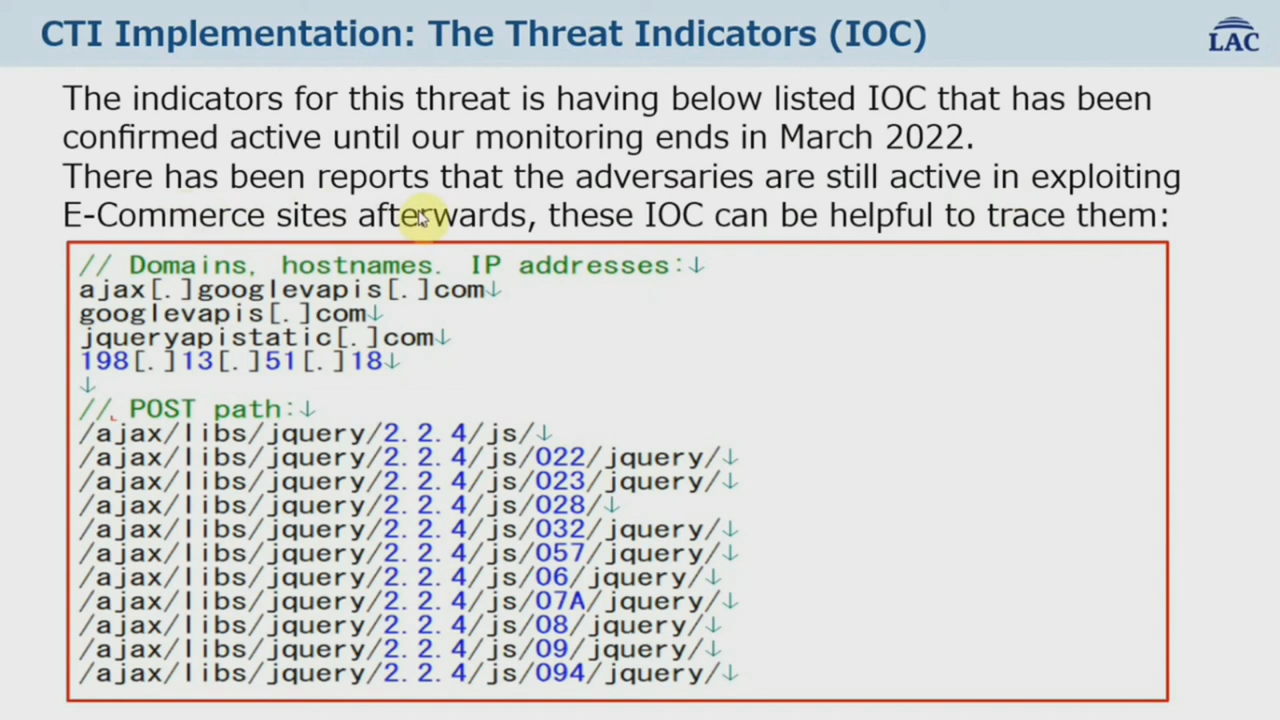 CTI Implementation: The Threat Indicators (IOC)
LAC
The indicators for this threat is having below listed IOC that has been
confirmed active until our monitoring ends in March 2022.
There has been reports that the adversaries are still active in exploiting
E-Commerce sites afterwards, these IOC can be helpful to trace them:
// Domains, hostnames. IP addresses:↓
ajax[.]googlevapis[.]com↓
googlevapis[.]com↓
jqueryapistatic[.]com↓
198[.]13[.]51[.]18↓
↓
// POST path:↓
/ajax/libs/jquery/2.2.4/js/↓
/ajax/libs/jquery/2.2.4/js/022/jquery/↓
/ajax/libs/jquery/2.2.4/js/023/jquery/↓
/ajax/libs/jquery/2.2.4/js/028/↓
/ajax/libs/jquery/2.2.4/js/032/jquery/↓
/ajax/libs/jquery/2.2.4/js/057/jquery/↓
/ajax/libs/jquery/2.2.4/js/06/jquery/↓
/ajax/libs/jquery/2.2.4/js/07A/jquery/↓
/ajax/libs/jquery/2.2.4/js/08/jquery/↓
/ajax/libs/jquery/2.2.4/js/09/jquery/↓
/ajax/libs/jquery/2.2.4/js/094/jquery/↓